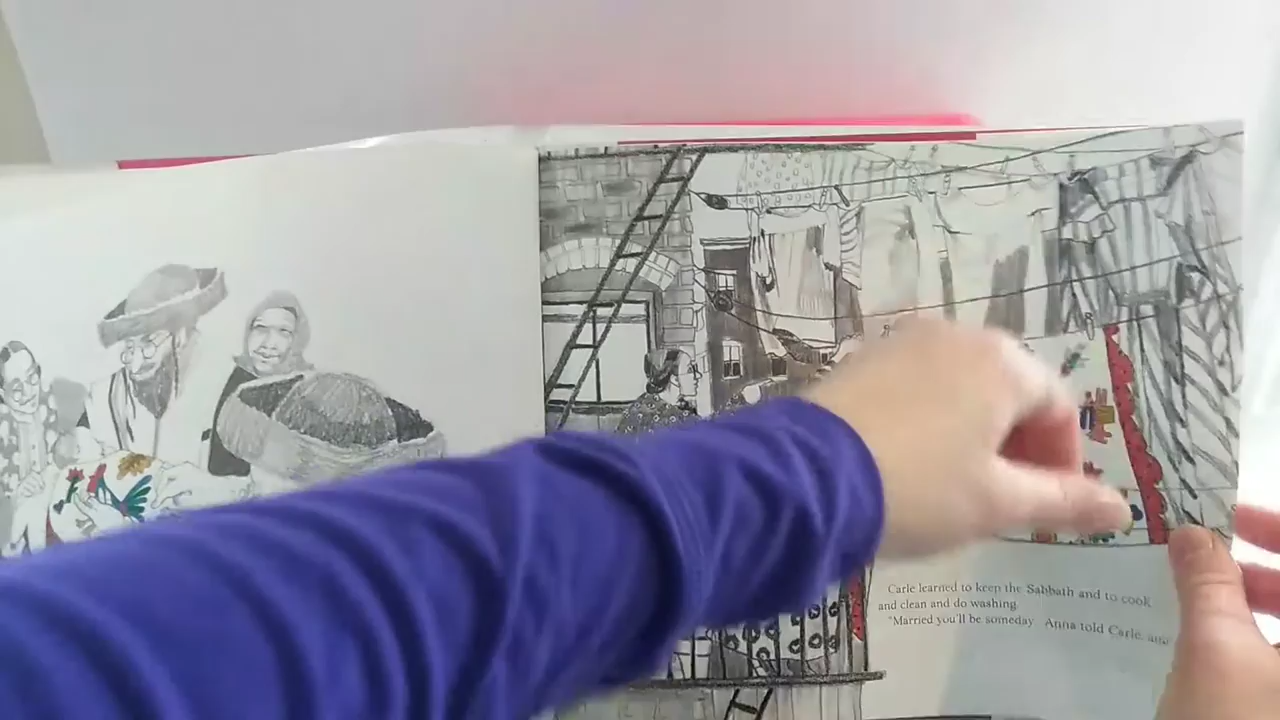 Carle learned to keep the Sabbath and to cook
and clean and do washing.
"Married you'll be someday Anna told Carle, and